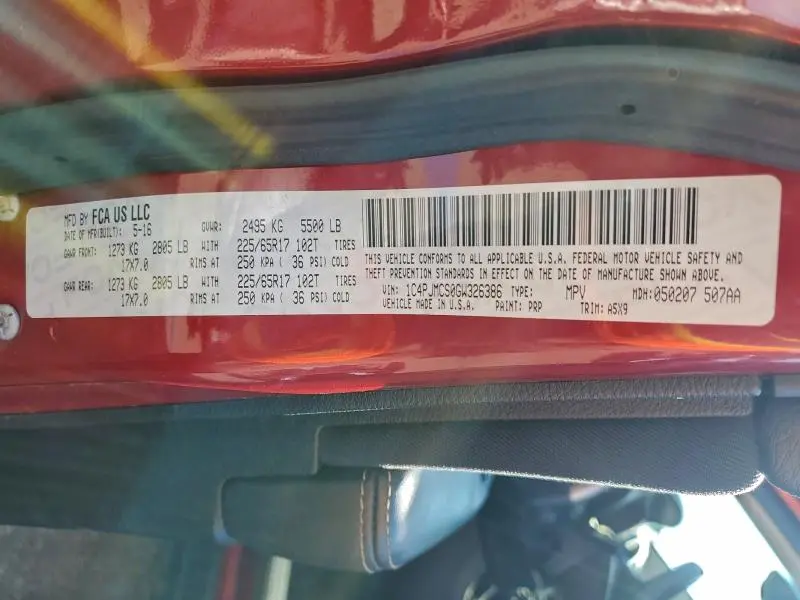 MFD BY FCA US LLC
DATE OF MFR(BUILT): 5-16 GVWR: 2495 KG 5500 LB
GAWR FRONT: 1273 KG 2805 LB WITH 225/65R17 102T TIRES
17X7.0 RIMS AT 250 KPA ( 36 PSI) COLD
GAWR REAR: 1273 KG 2805 LB WITH 225/65R17 102T TIRES
17X7.0 RIMS AT 250 KPA ( 36 PSI) COLD
THIS VEHICLE CONFORMS TO ALL APPLICABLE U.S.A. FEDERAL MOTOR VEHICLE SAFETY AND
THEFT PREVENTION STANDARDS IN EFFECT ON THE DATE OF MANUFACTURE SHOWN ABOVE.
VIN: 1C4PJMCS0GW326386 TYPE: MPV MDH: 050207 507AA
VEHICLE MADE IN U.S.A. PAINT: PRP TRIM: A5X9